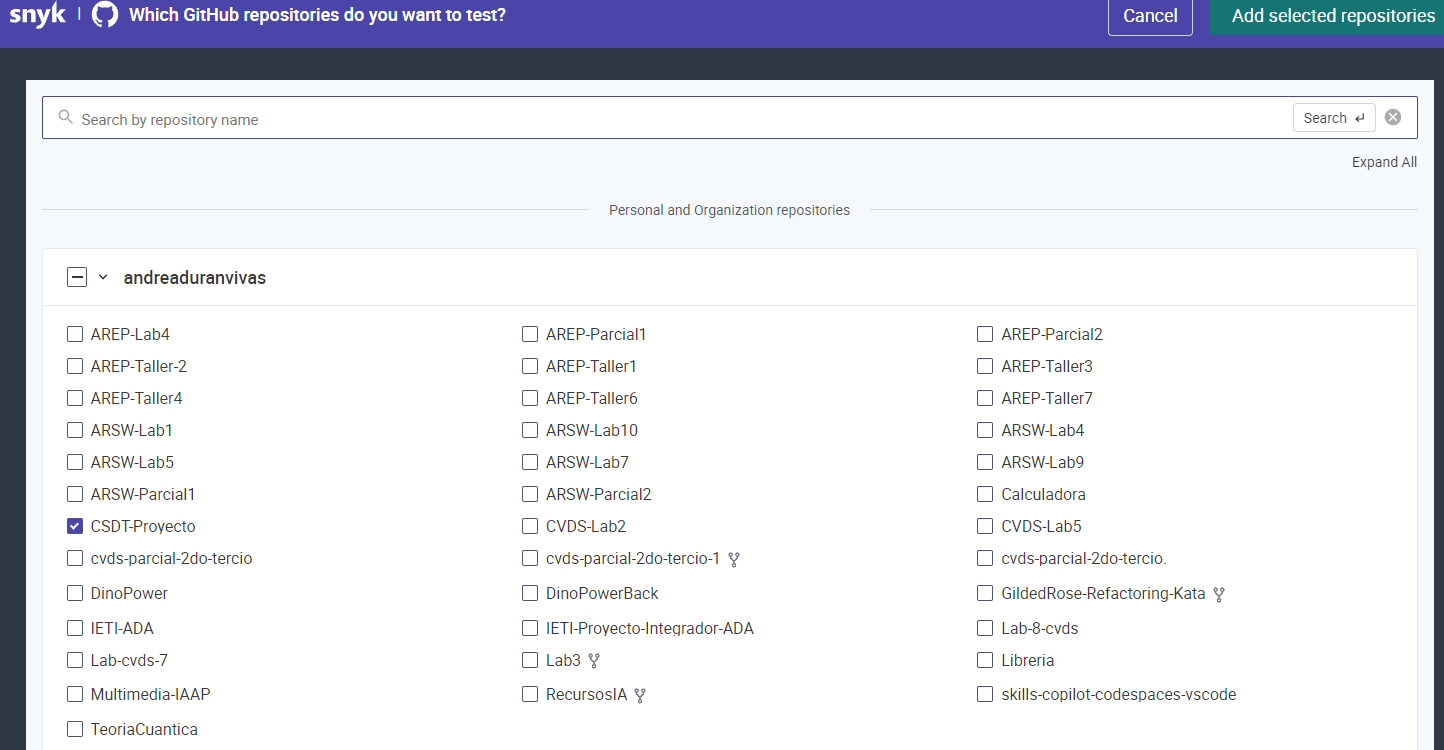 snyk | Which GitHub repositories do you want to test? Cancel Add selected repositories
Search by repository name Search ↵
Expand All
Personal and Organization repositories
andreaduranvivas
AREP-Lab4 AREP-Parcial1 AREP-Parcial2
AREP-Taller-2 AREP-Taller1 AREP-Taller3
AREP-Taller4 AREP-Taller6 AREP-Taller7
ARSW-Lab1 ARSW-Lab10 ARSW-Lab4
ARSW-Lab5 ARSW-Lab7 ARSW-Lab9
ARSW-Parcial1 ARSW-Parcial2 Calculadora
CSDT-Proyecto CVDS-Lab2 CVDS-Lab5
cvds-parcial-2do-tercio cvds-parcial-2do-tercio-1 cvds-parcial-2do-tercio.
DinoPower DinoPowerBack GildedRose-Refactoring-Kata
IETI-ADA IETI-Proyecto-Integrador-ADA Lab-8-cvds
Lab-cvds-7 Lab3 Libreria
Multimedia-IAAP RecursosIA skills-copilot-codespaces-vscode
TeoriaCuantica